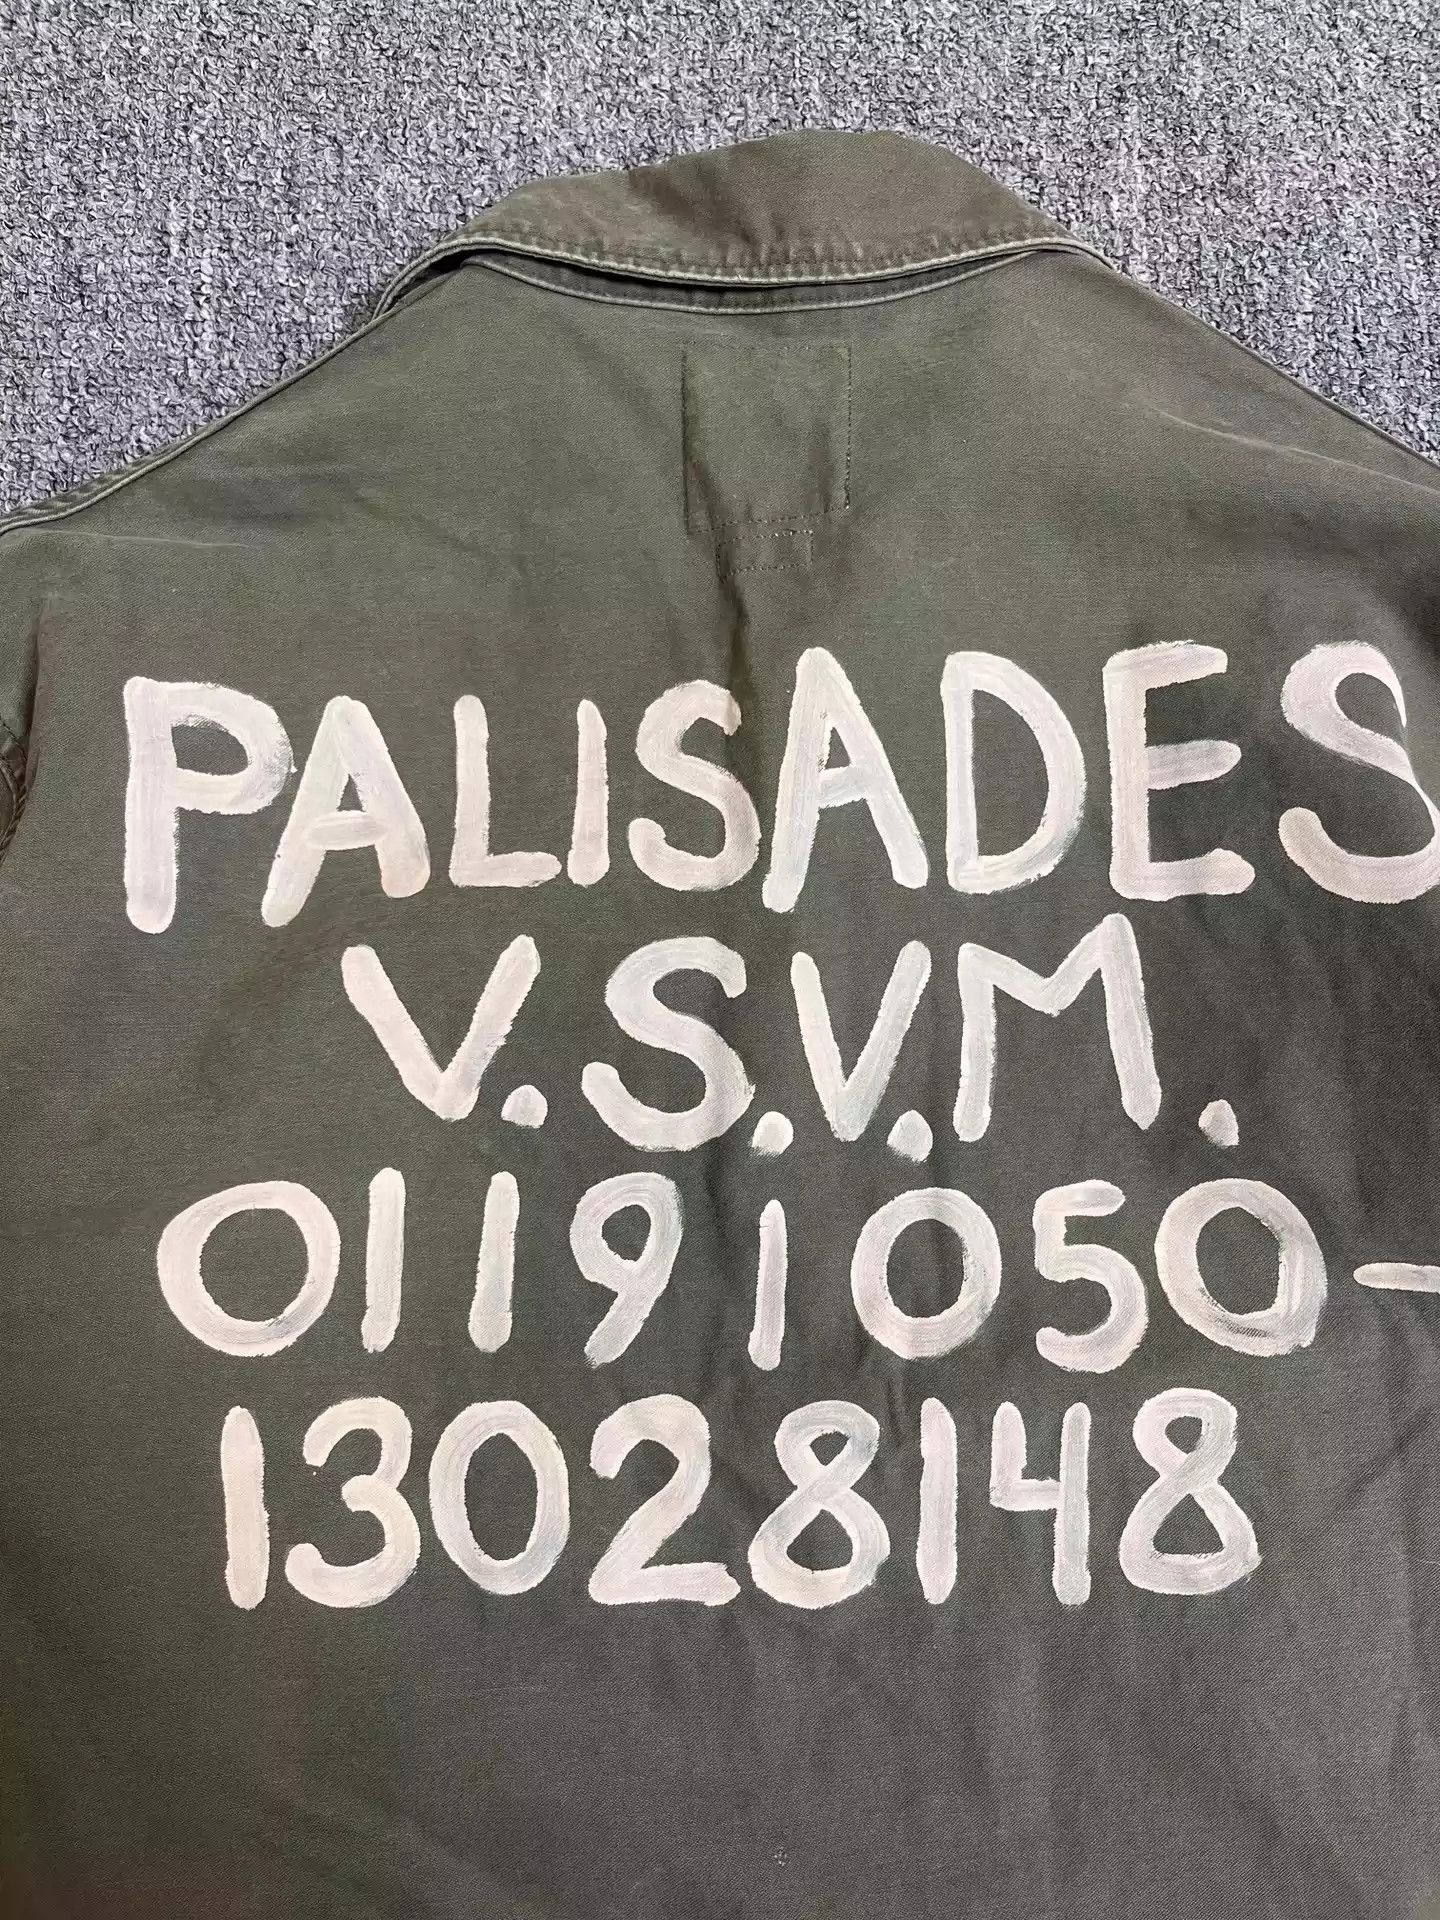 PALISADES
V.S.V.M.
01191050-
13028148